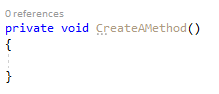 0 references
private void CreateAMethod()
{
}